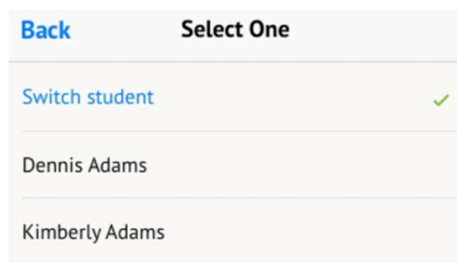 Back Select One
Switch student
Dennis Adams
Kimberly Adams